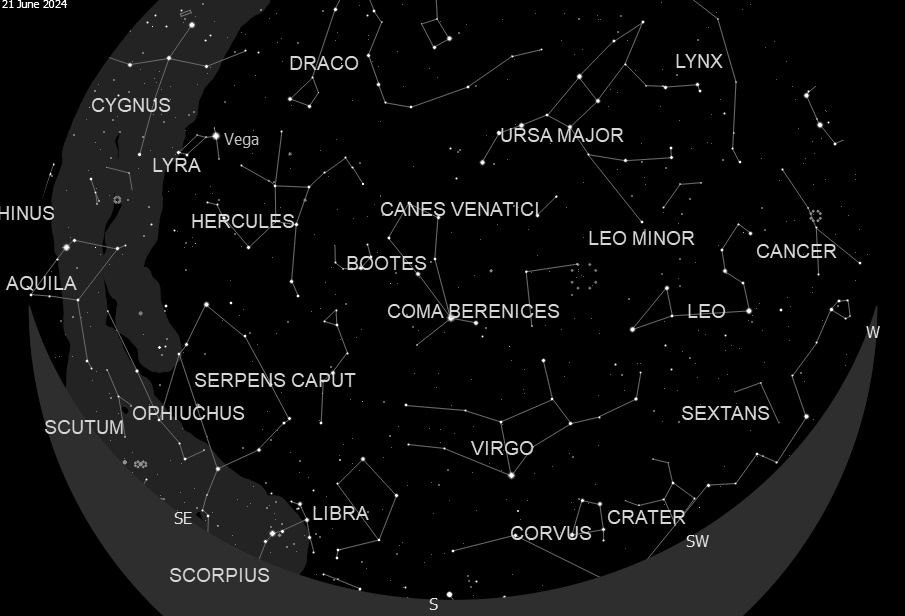 21 June 2024
DRACO
LYNX
CYGNUS
URSA MAJOR
Vega
LYRA
HINUS
HERCULES
CANES VENATICI
LEO MINOR
CANCER
BOOTES
AQUILA
COMA BERENICES
LEO
W
SERPENS CAPUT
OPHIUCHUS
SEXTANS
SCUTUM
VIRGO
SE
LIBRA
CORVUS
CRATER
SW
SCORPIUS
S